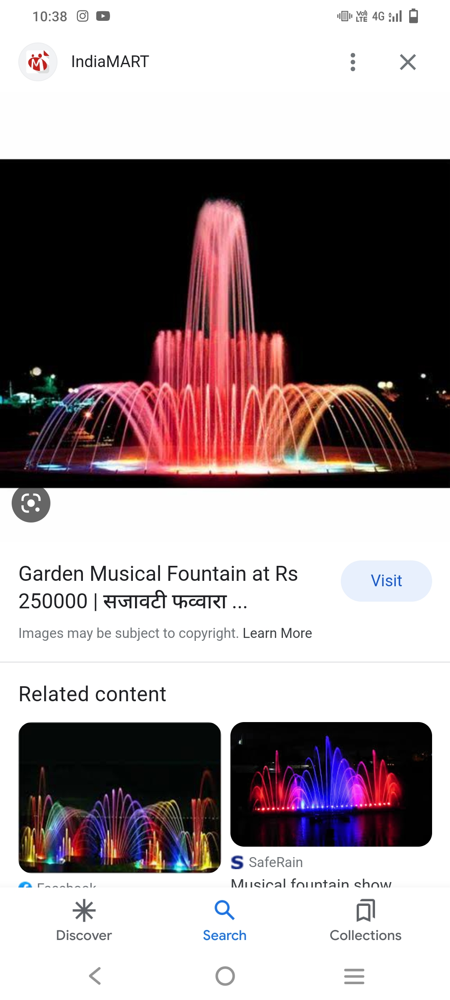 10:38
Vo) LTE 4G
IndiaMART
Garden Musical Fountain at Rs
250000 | सजावटी फव्वारा ...
Visit
Images may be subject to copyright. Learn More
Related content
SafeRain
Facebook
Musical fountain show
Discover
Search
Collections